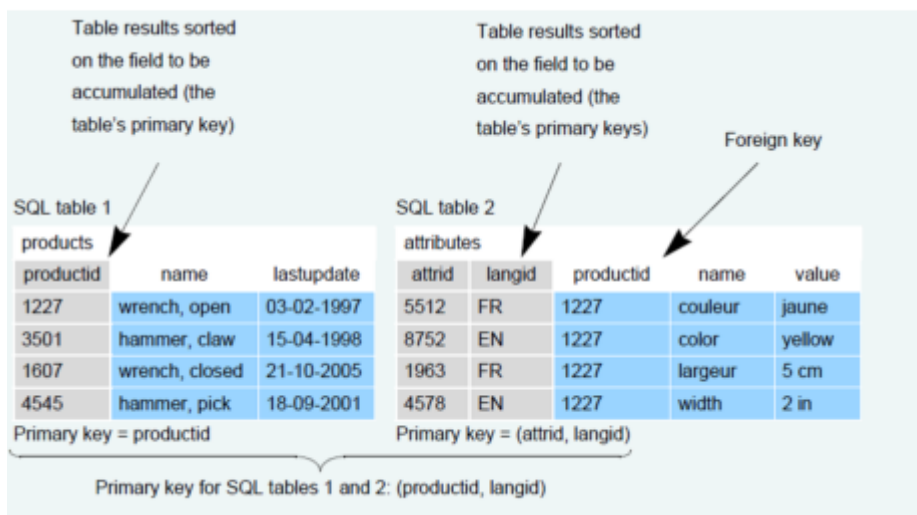 Table results sorted
on the field to be
accumulated (the
table's primary key)
Table results sorted
on the field to be
accumulated (the
table's primary keys)
Foreign key
SQL table 1
products
productid name lastupdate
1227 wrench, open 03-02-1997
3501 hammer, claw 15-04-1998
1607 wrench, closed 21-10-2005
4545 hammer, pick 18-09-2001
Primary key = productid
SQL table 2
attributes
attrid langid productid name value
5512 FR 1227 couleur jaune
8752 EN 1227 color yellow
1963 FR 1227 largeur 5 cm
4578 EN 1227 width 2 in
Primary key = (attrid, langid)
Primary key for SQL tables 1 and 2: (productid, langid)